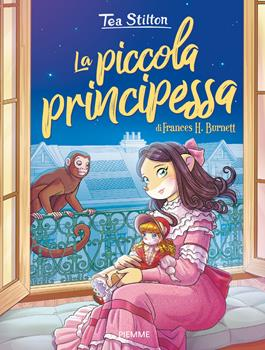 Tea Stilton
La piccola
principessa
di Frances H. Burnett
PIEMME